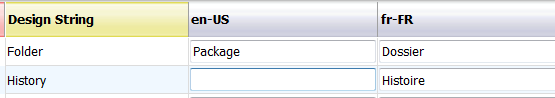 Design String en-US fr-FR
Folder Package Dossier
History Histoire